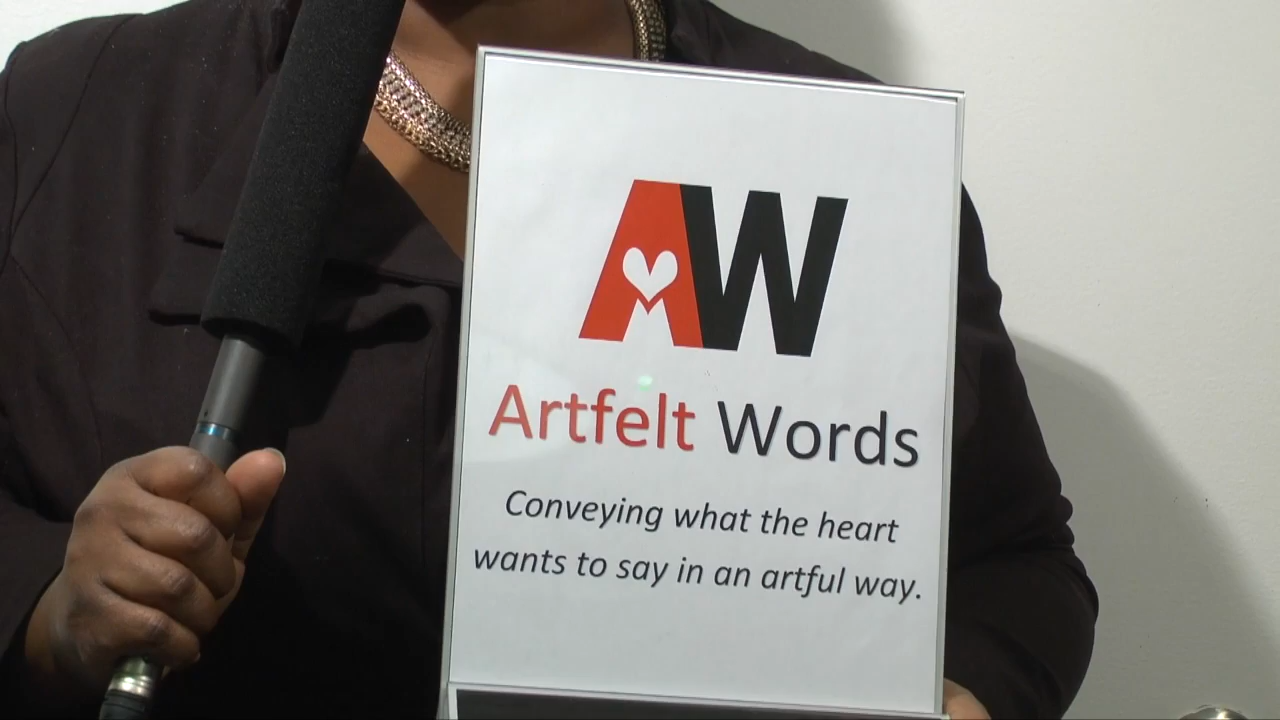 AW
Artfelt Words
Conveying what the heart
wants to say in an artful way.